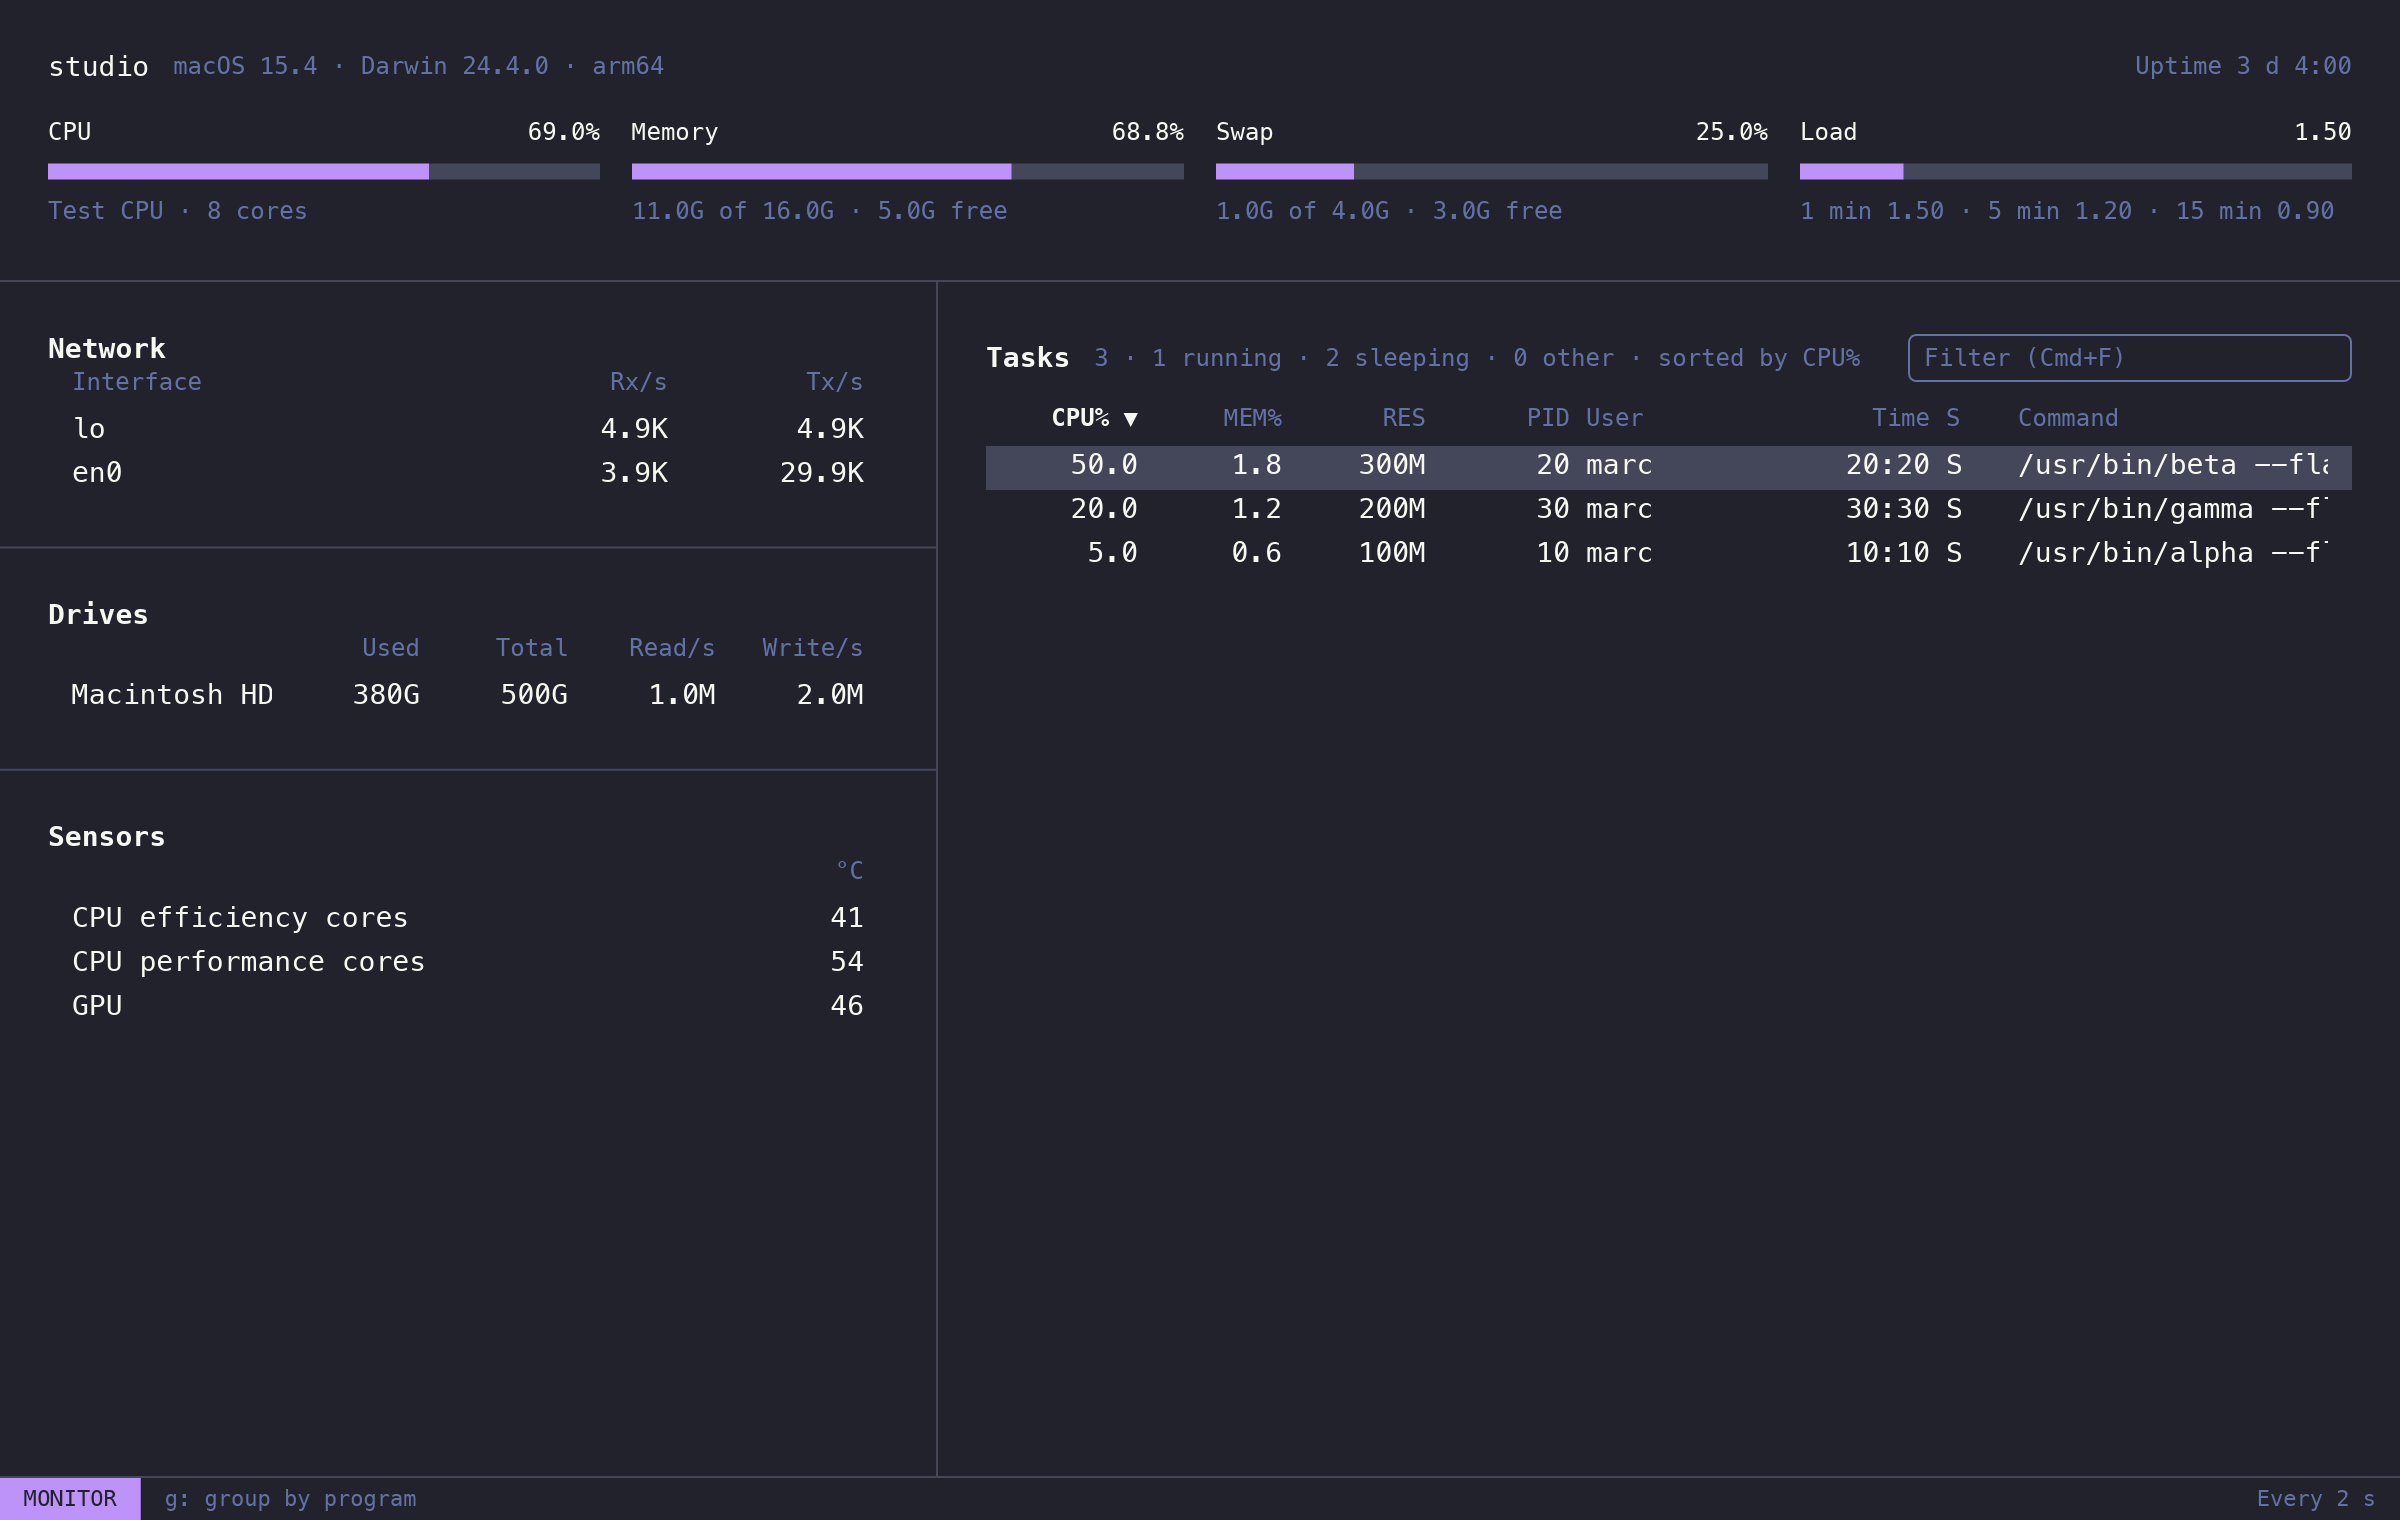 studio macOS 15.4 · Darwin 24.4.0 · arm64 Uptime 3 d 4:00
CPU 69.0% Memory 68.8% Swap 25.0% Load 1.50
Test CPU · 8 cores 11.0G of 16.0G · 5.0G free 1.0G of 4.0G · 3.0G free 1 min 1.50 · 5 min 1.20 · 15 min 0.90
Network
Interface Rx/s Tx/s
lo 4.9K 4.9K
en0 3.9K 29.9K
Drives
Used Total Read/s Write/s
Macintosh HD 380G 500G 1.0M 2.0M
Sensors
°C
CPU efficiency cores 41
CPU performance cores 54
GPU 46
Tasks 3 · 1 running · 2 sleeping · 0 other · sorted by CPU% Filter (Cmd+F)
CPU% ▼ MEM% RES PID User Time S Command
50.0 1.8 300M 20 marc 20:20 S /usr/bin/beta
20.0 1.2 200M 30 marc 30:30 S /usr/bin/gamma
5.0 0.6 100M 10 marc 10:10 S /usr/bin/alpha
MONITOR g: group by program Every 2 s